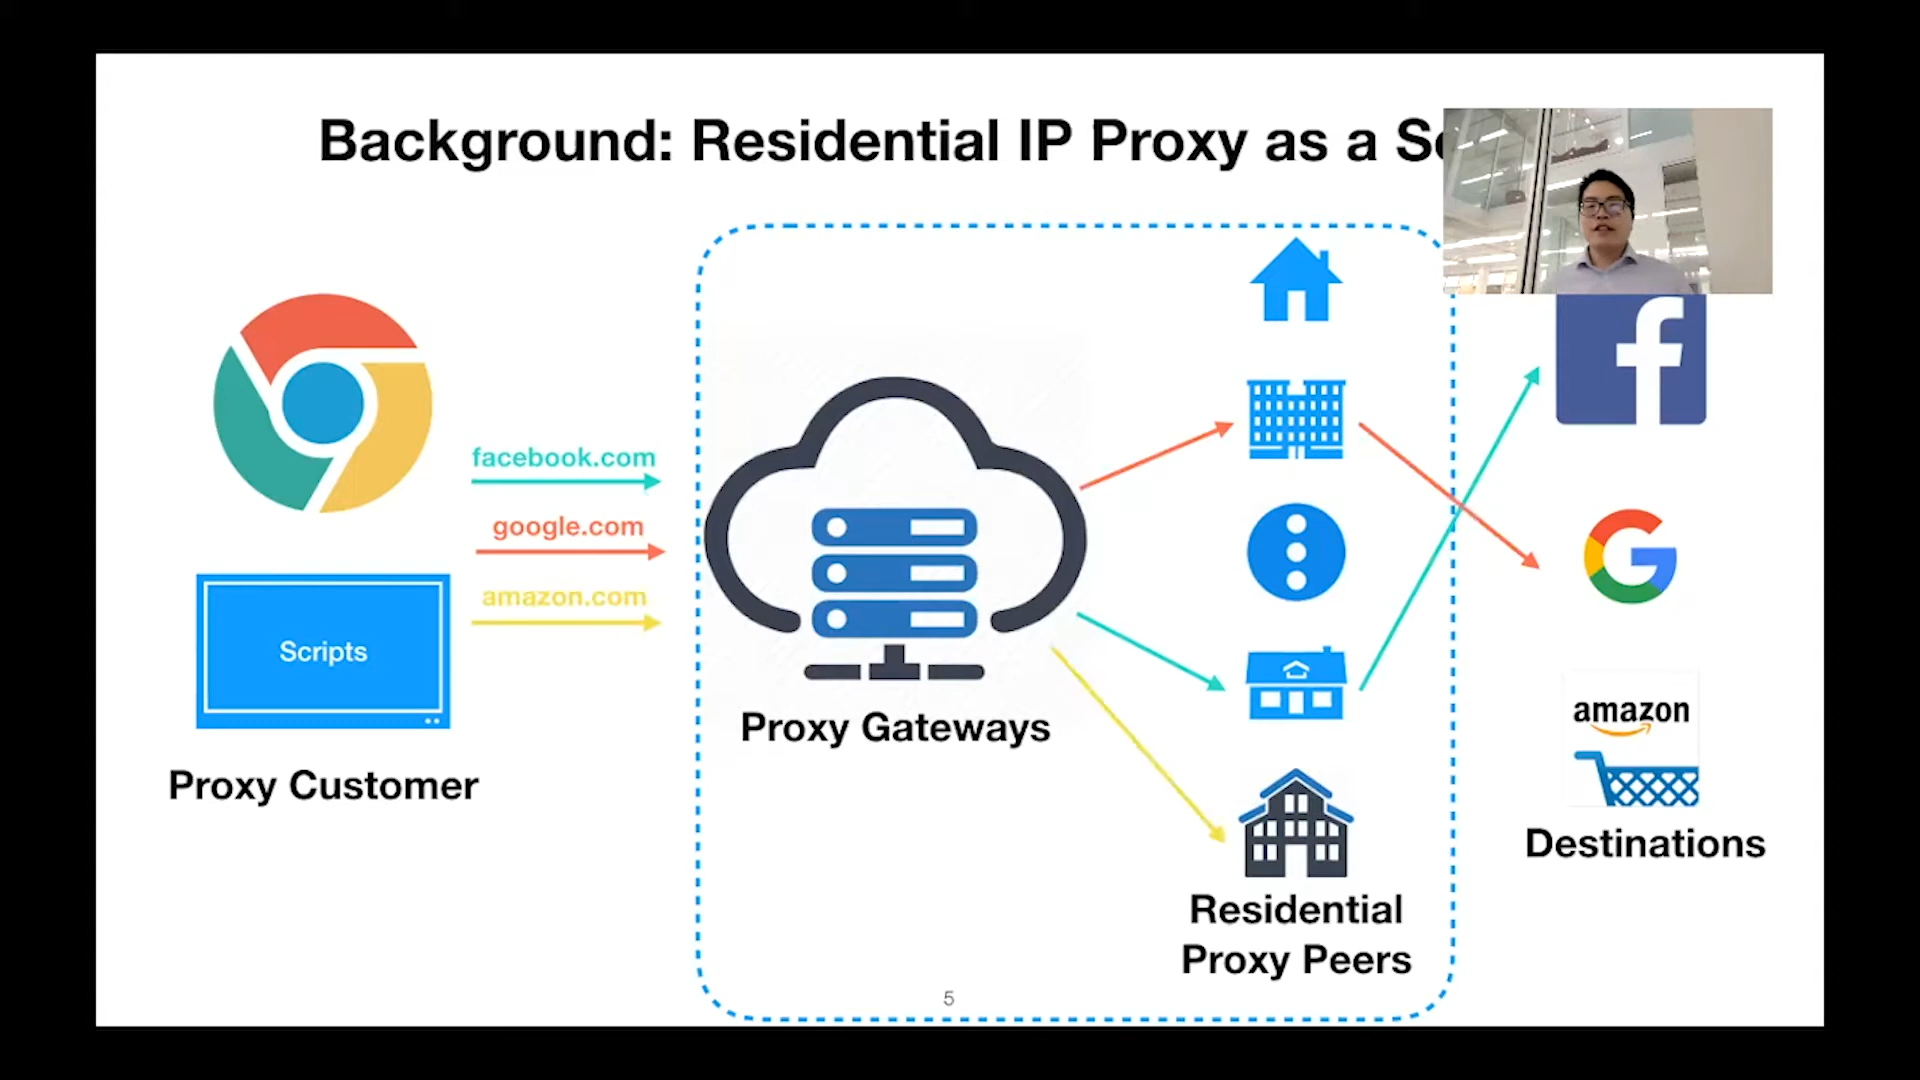 Background: Residential IP Proxy as a
facebook.com
google.com
amazon.com
Scripts
Proxy Customer
Proxy Gateways
Residential
Proxy Peers
amazon
Destinations
5